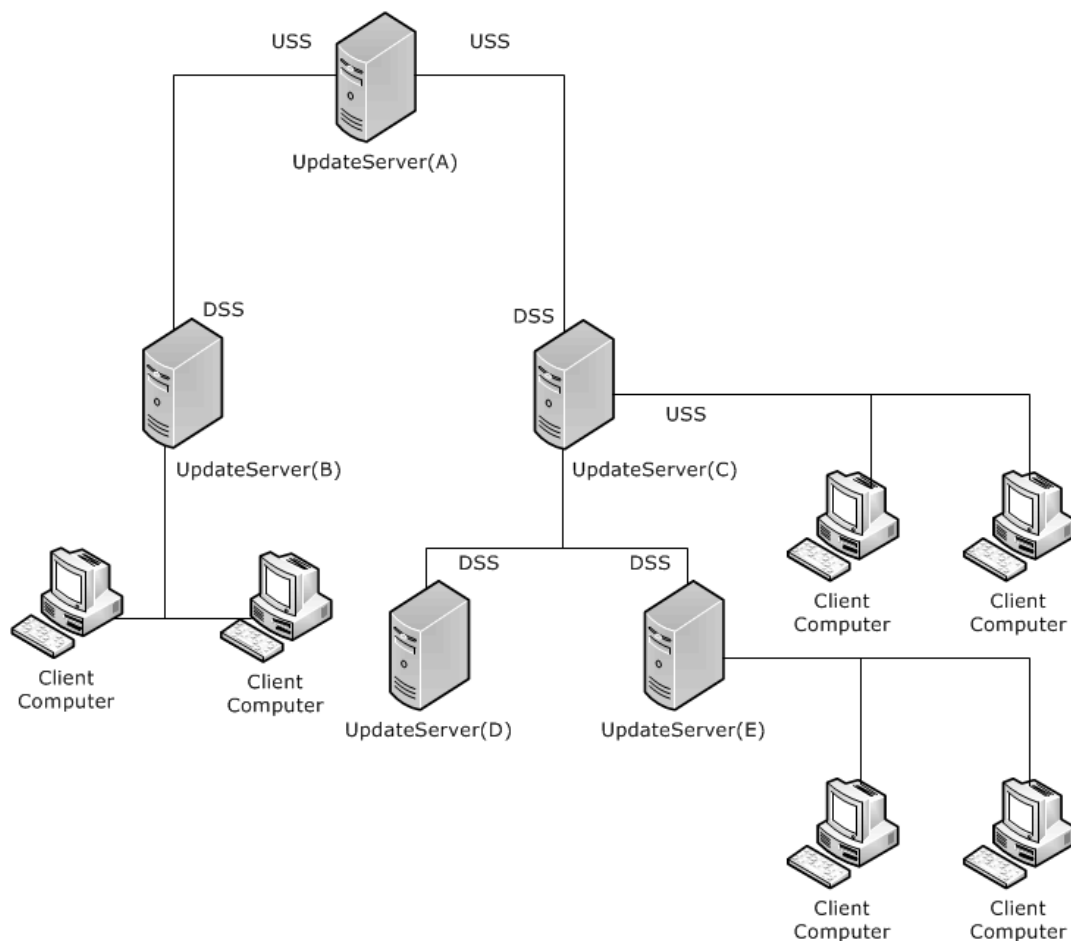 USS
USS
UpdateServer(A)
DSS
DSS
USS
UpdateServer(B)
UpdateServer(C)
DSS
DSS
Client
Computer
Client
Computer
Client
Computer
Client
Computer
UpdateServer(D)
UpdateServer(E)
Client
Computer
Client
Computer